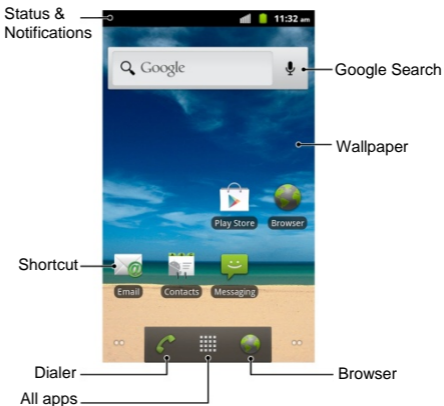 Status &
Notifications
11:32 am
Google
Google Search
Wallpaper
Play Store
Browser
Shortcut
Email
Contacts
Messaging
Dialer
Browser
All apps